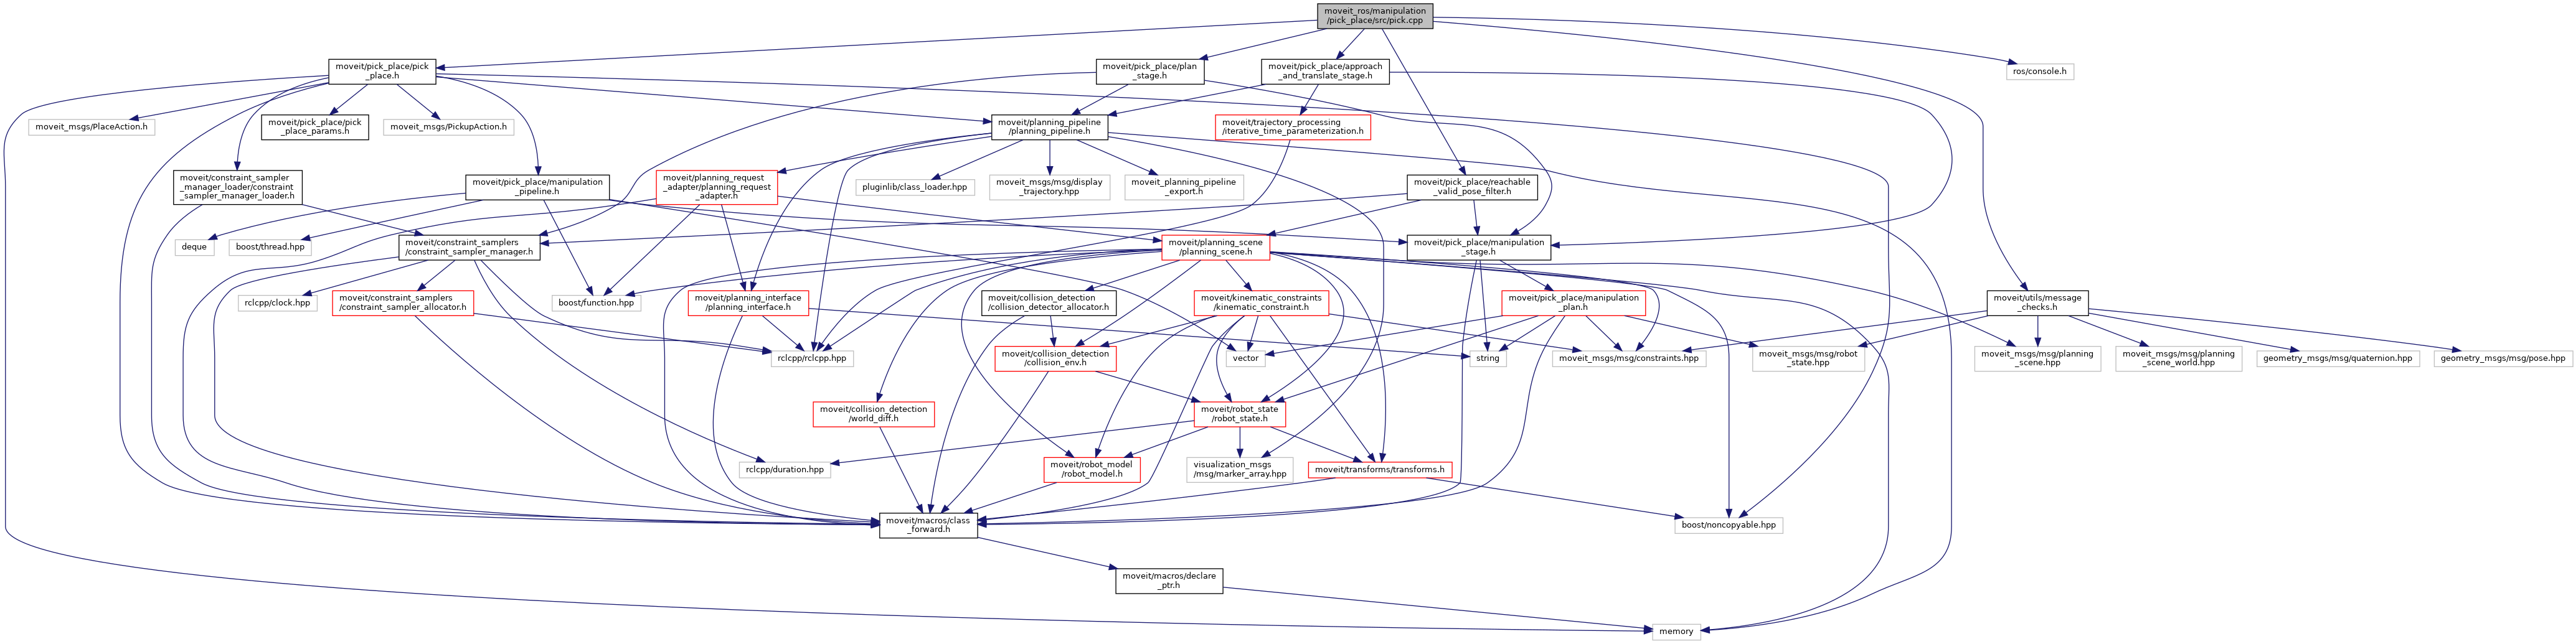 moveit_ros/manipulation
/pick_place/src/pick.cpp
moveit/pick_place/pick
_place.h
moveit/pick_place/plan
_stage.h
moveit/pick_place/approach
_and_translate_stage.h
ros/console.h
moveit_msgs/PlaceAction.h
moveit/pick_place/pick
_place_params.h
moveit_msgs/PickupAction.h
moveit/planning_pipeline
/planning_pipeline.h
moveit/trajectory_processing
/iterative_time_parameterization.h
moveit/constraint_sampler
_manager_loader/constraint
_sampler_manager_loader.h
moveit/pick_place/manipulation
_pipeline.h
moveit/planning_request
_adapter/planning_request
_adapter.h
pluginlib/class_loader.hpp
moveit_msgs/msg/display
_trajectory.hpp
moveit_planning_pipeline
_export.h
moveit/pick_place/reachable
_valid_pose_filter.h
deque
boost/thread.hpp
moveit/constraint_samplers
/constraint_sampler_manager.h
moveit/planning_scene
/planning_scene.h
moveit/pick_place/manipulation
_stage.h
rclcpp/clock.hpp
moveit/constraint_samplers
/constraint_sampler_allocator.h
boost/function.hpp
moveit/planning_interface
/planning_interface.h
moveit/collision_detection
/collision_detector_allocator.h
moveit/kinematic_constraints
/kinematic_constraint.h
moveit/pick_place/manipulation
_plan.h
moveit/utils/message
_checks.h
rclcpp/rclcpp.hpp
moveit/collision_detection
/collision_env.h
vector
string
moveit_msgs/msg/constraints.hpp
moveit_msgs/msg/robot
_state.hpp
moveit_msgs/msg/planning
_scene.hpp
moveit_msgs/msg/planning
_scene_world.hpp
geometry_msgs/msg/quaternion.hpp
geometry_msgs/msg/pose.hpp
moveit/collision_detection
/world_diff.h
moveit/robot_state
/robot_state.h
rclcpp/duration.hpp
moveit/robot_model
/robot_model.h
visualization_msgs
/msg/marker_array.hpp
moveit/transforms/transforms.h
moveit/macros/class
_forward.h
boost/noncopyable.hpp
moveit/macros/declare
_ptr.h
memory